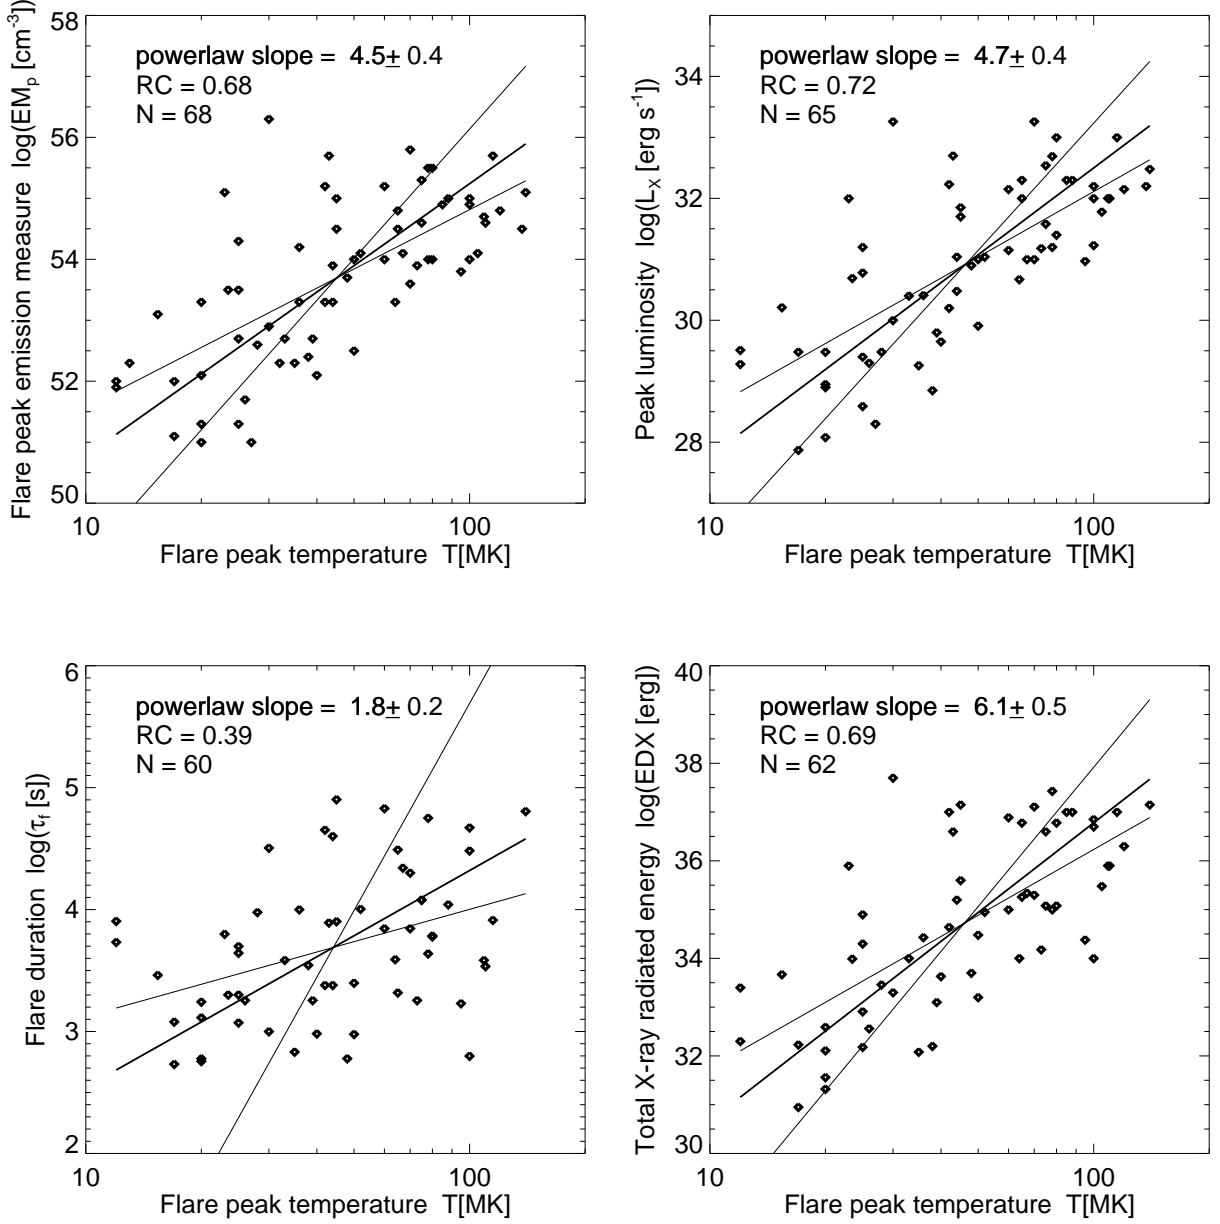 58
56
54
52
50
Flare peak emission measure log(EM_p [cm^-3])
powerlaw slope = 4.5± 0.4
RC = 0.68
N = 68
10
100
Flare peak temperature T[MK]
34
32
30
28
Peak luminosity log(L_X [erg s^-1])
powerlaw slope = 4.7± 0.4
RC = 0.72
N = 65
10
100
Flare peak temperature T[MK]
6
5
4
3
2
Flare duration log(τ_f [s])
powerlaw slope = 1.8± 0.2
RC = 0.39
N = 60
10
100
Flare peak temperature T[MK]
40
38
36
34
32
30
Total X-ray radiated energy log(EDX [erg])
powerlaw slope = 6.1± 0.5
RC = 0.69
N = 62
10
100
Flare peak temperature T[MK]